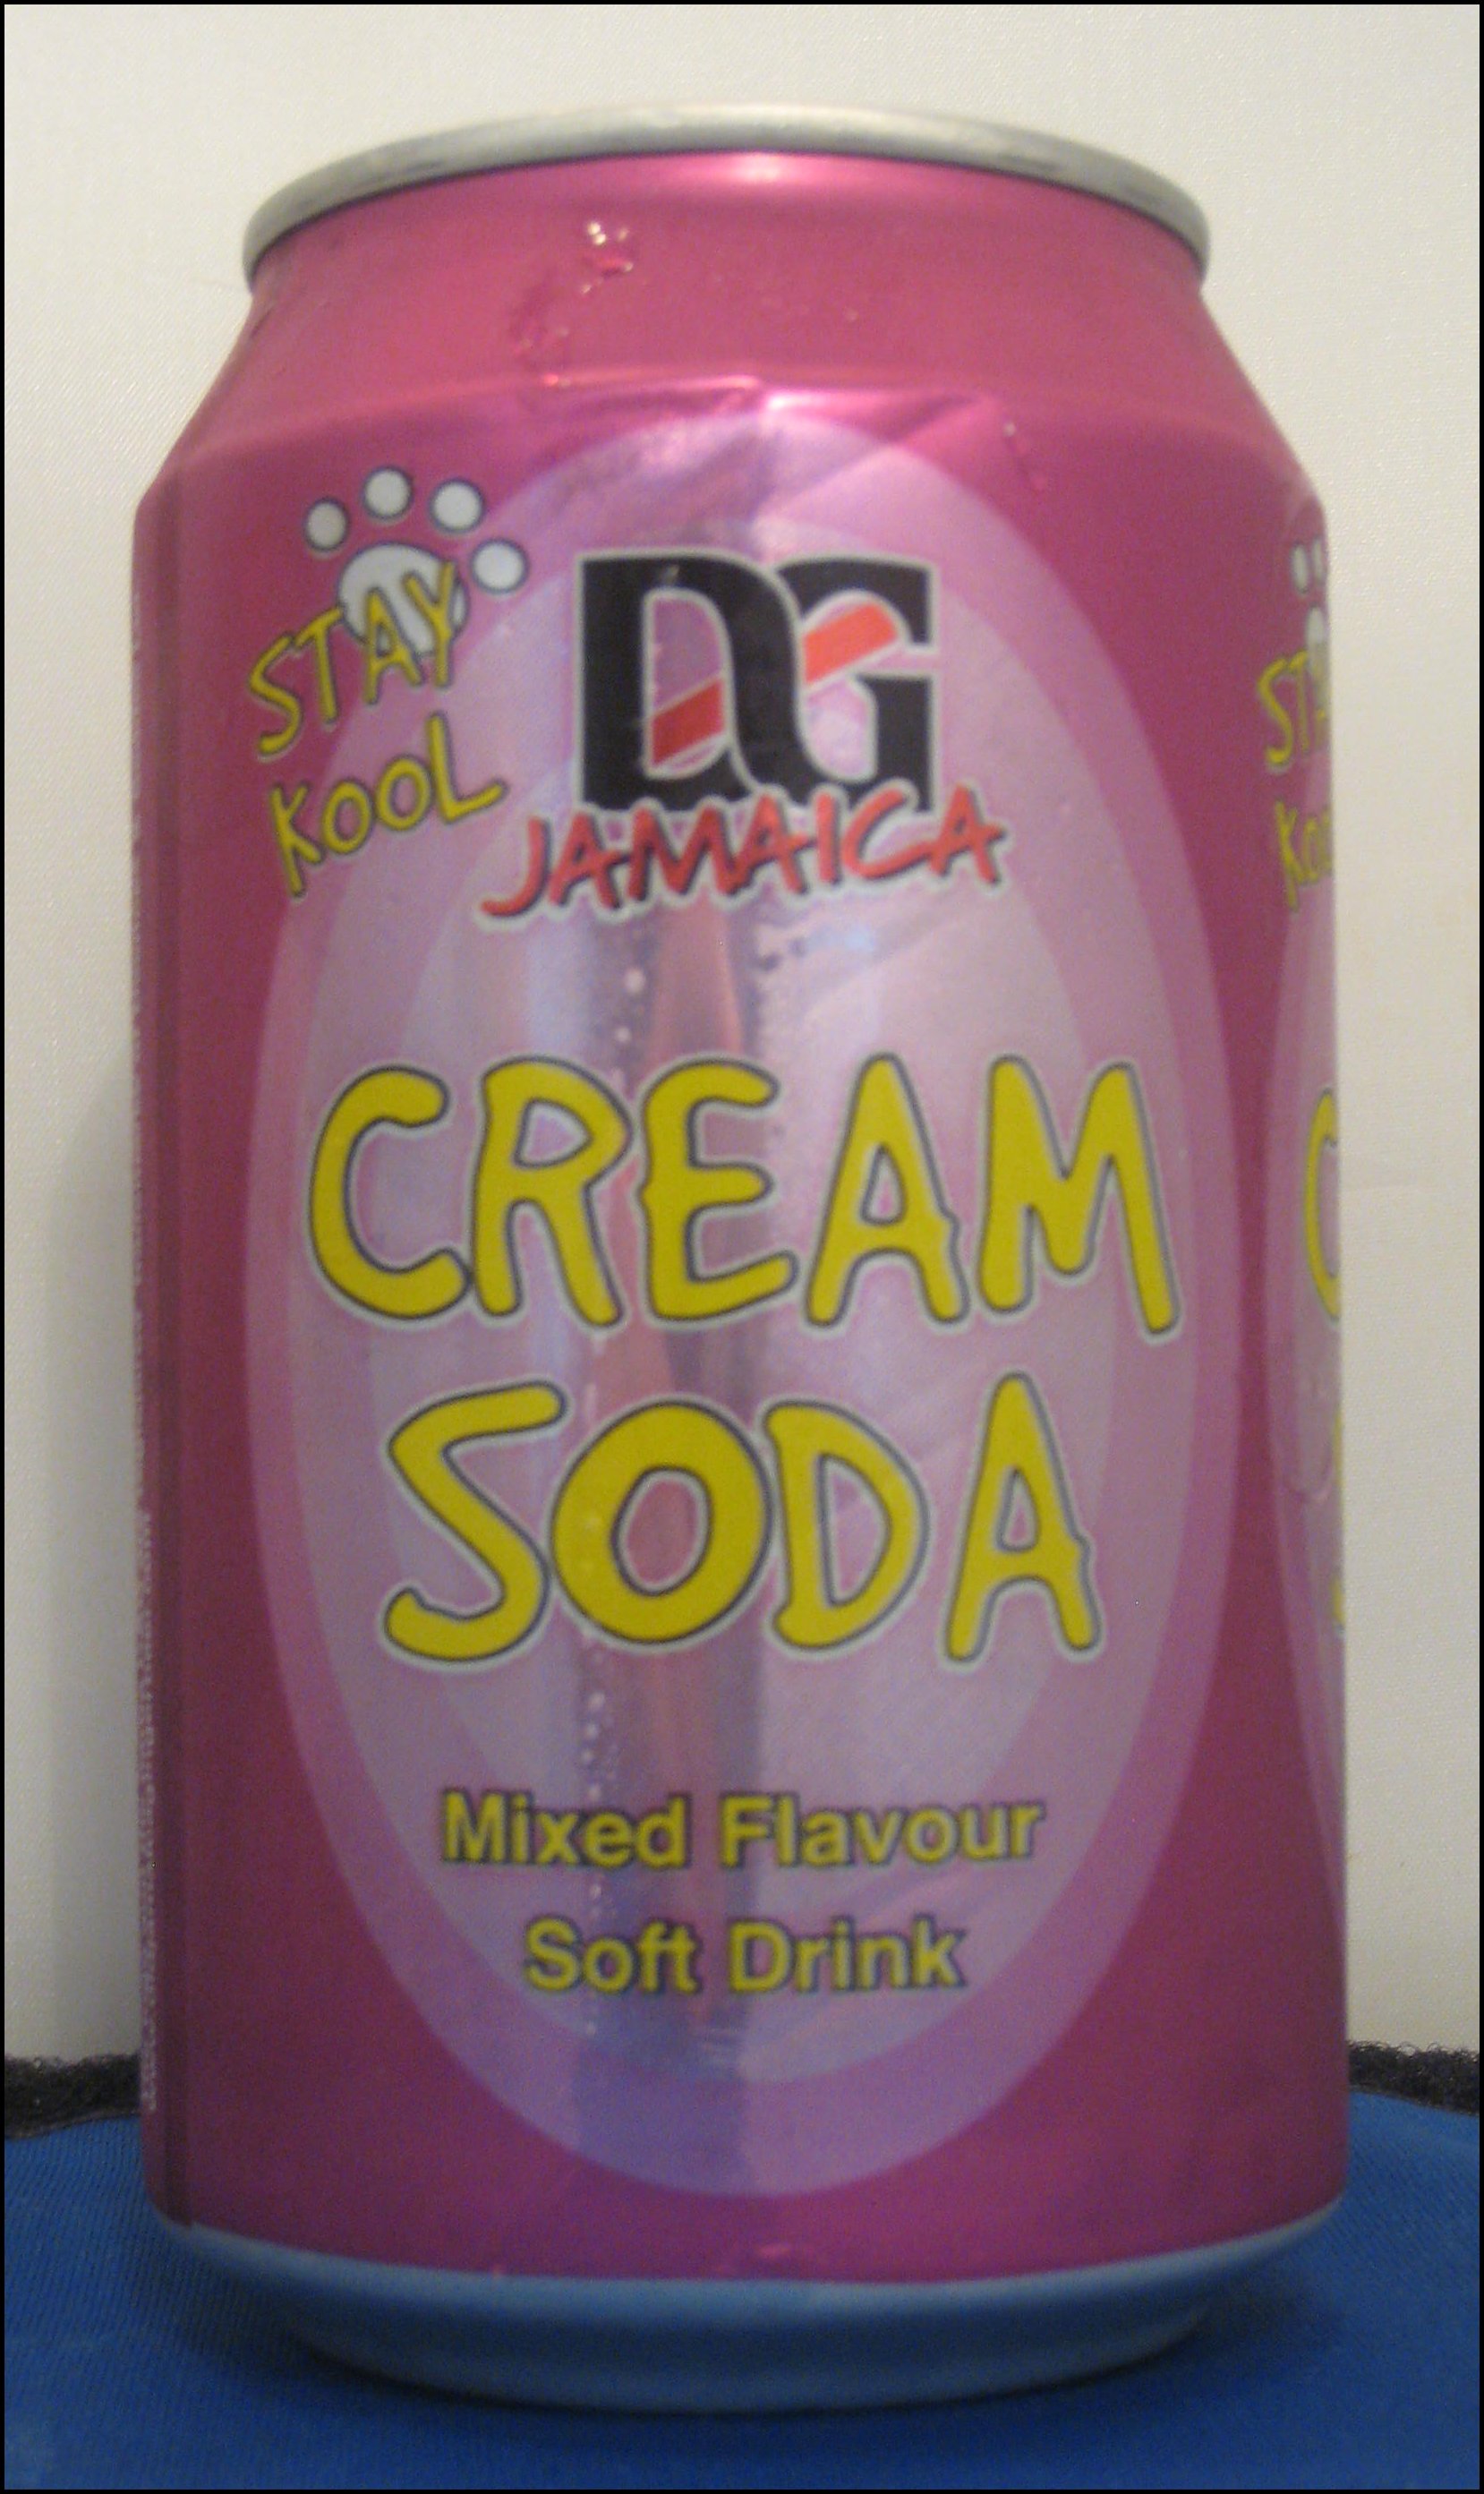 STAY
KOOL
DG
JAMAICA
CREAM
SODA
Mixed Flavour
Soft Drink